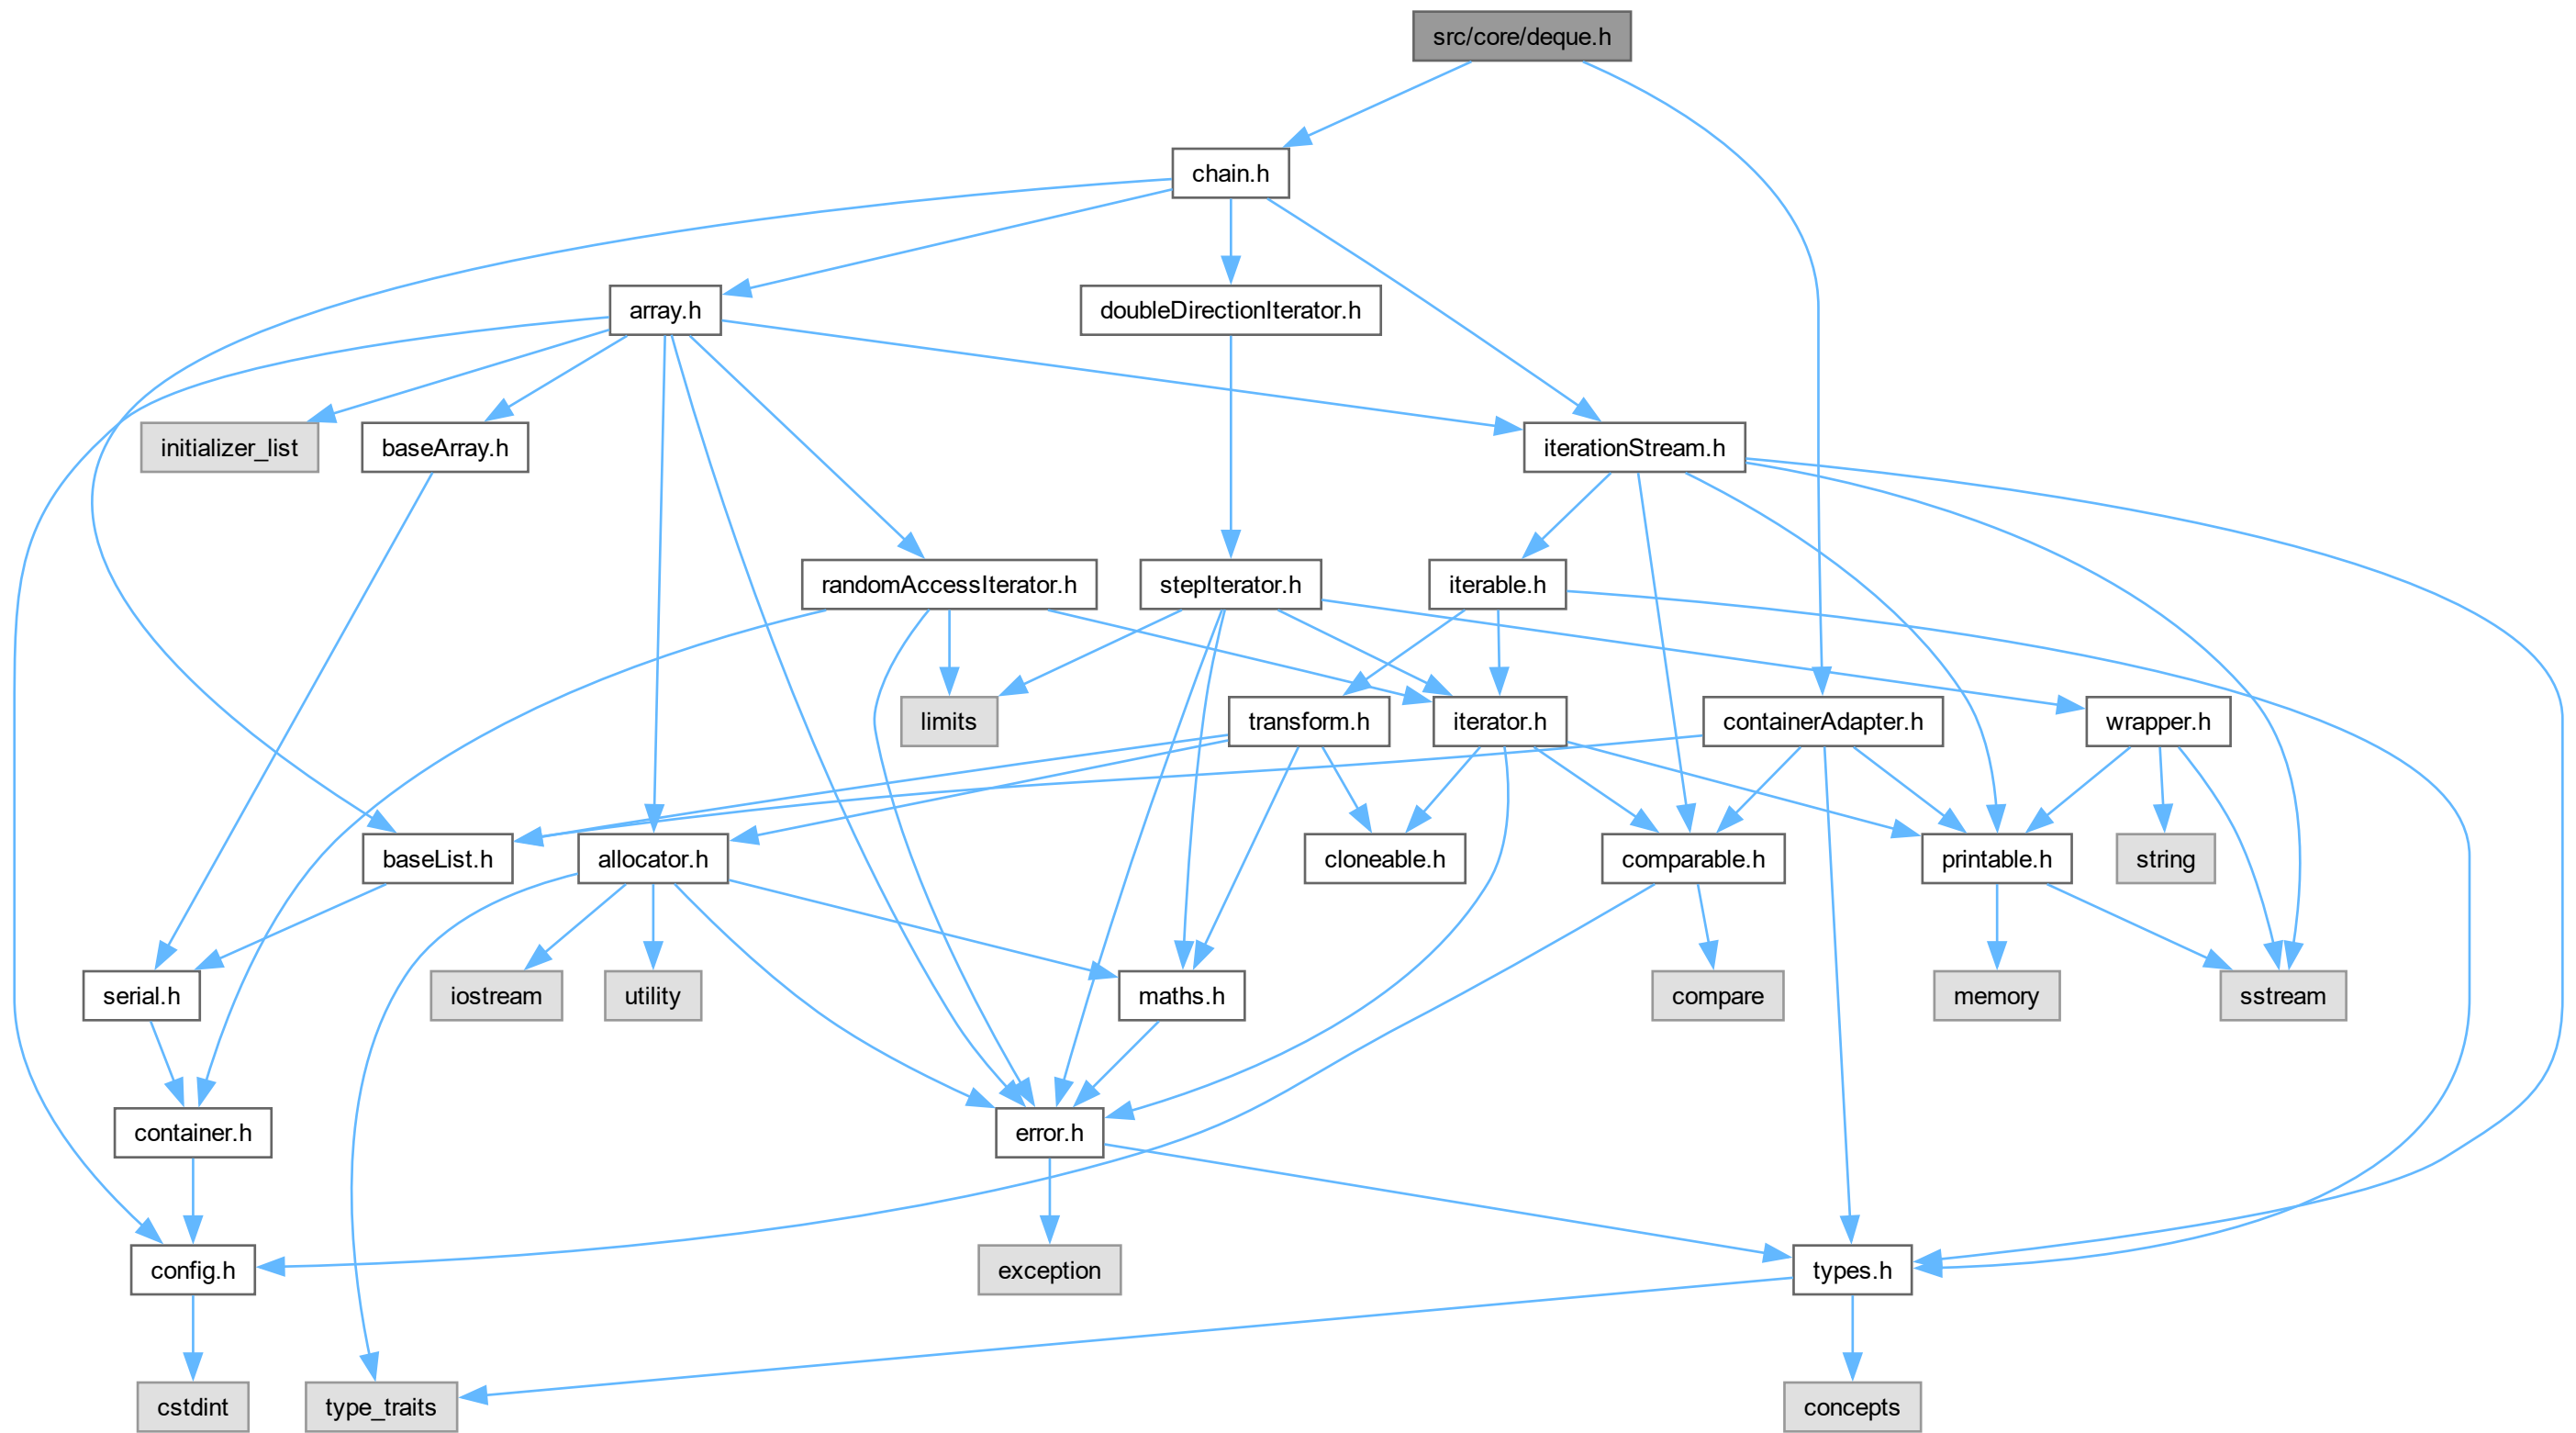 src/core/deque.h
chain.h
array.h
doubleDirectionIterator.h
initializer_list
baseArray.h
iterationStream.h
randomAccessIterator.h
stepIterator.h
iterable.h
limits
transform.h
iterator.h
containerAdapter.h
wrapper.h
baseList.h
allocator.h
cloneable.h
comparable.h
printable.h
string
serial.h
iostream
utility
maths.h
compare
memory
sstream
container.h
error.h
config.h
exception
types.h
cstdint
type_traits
concepts